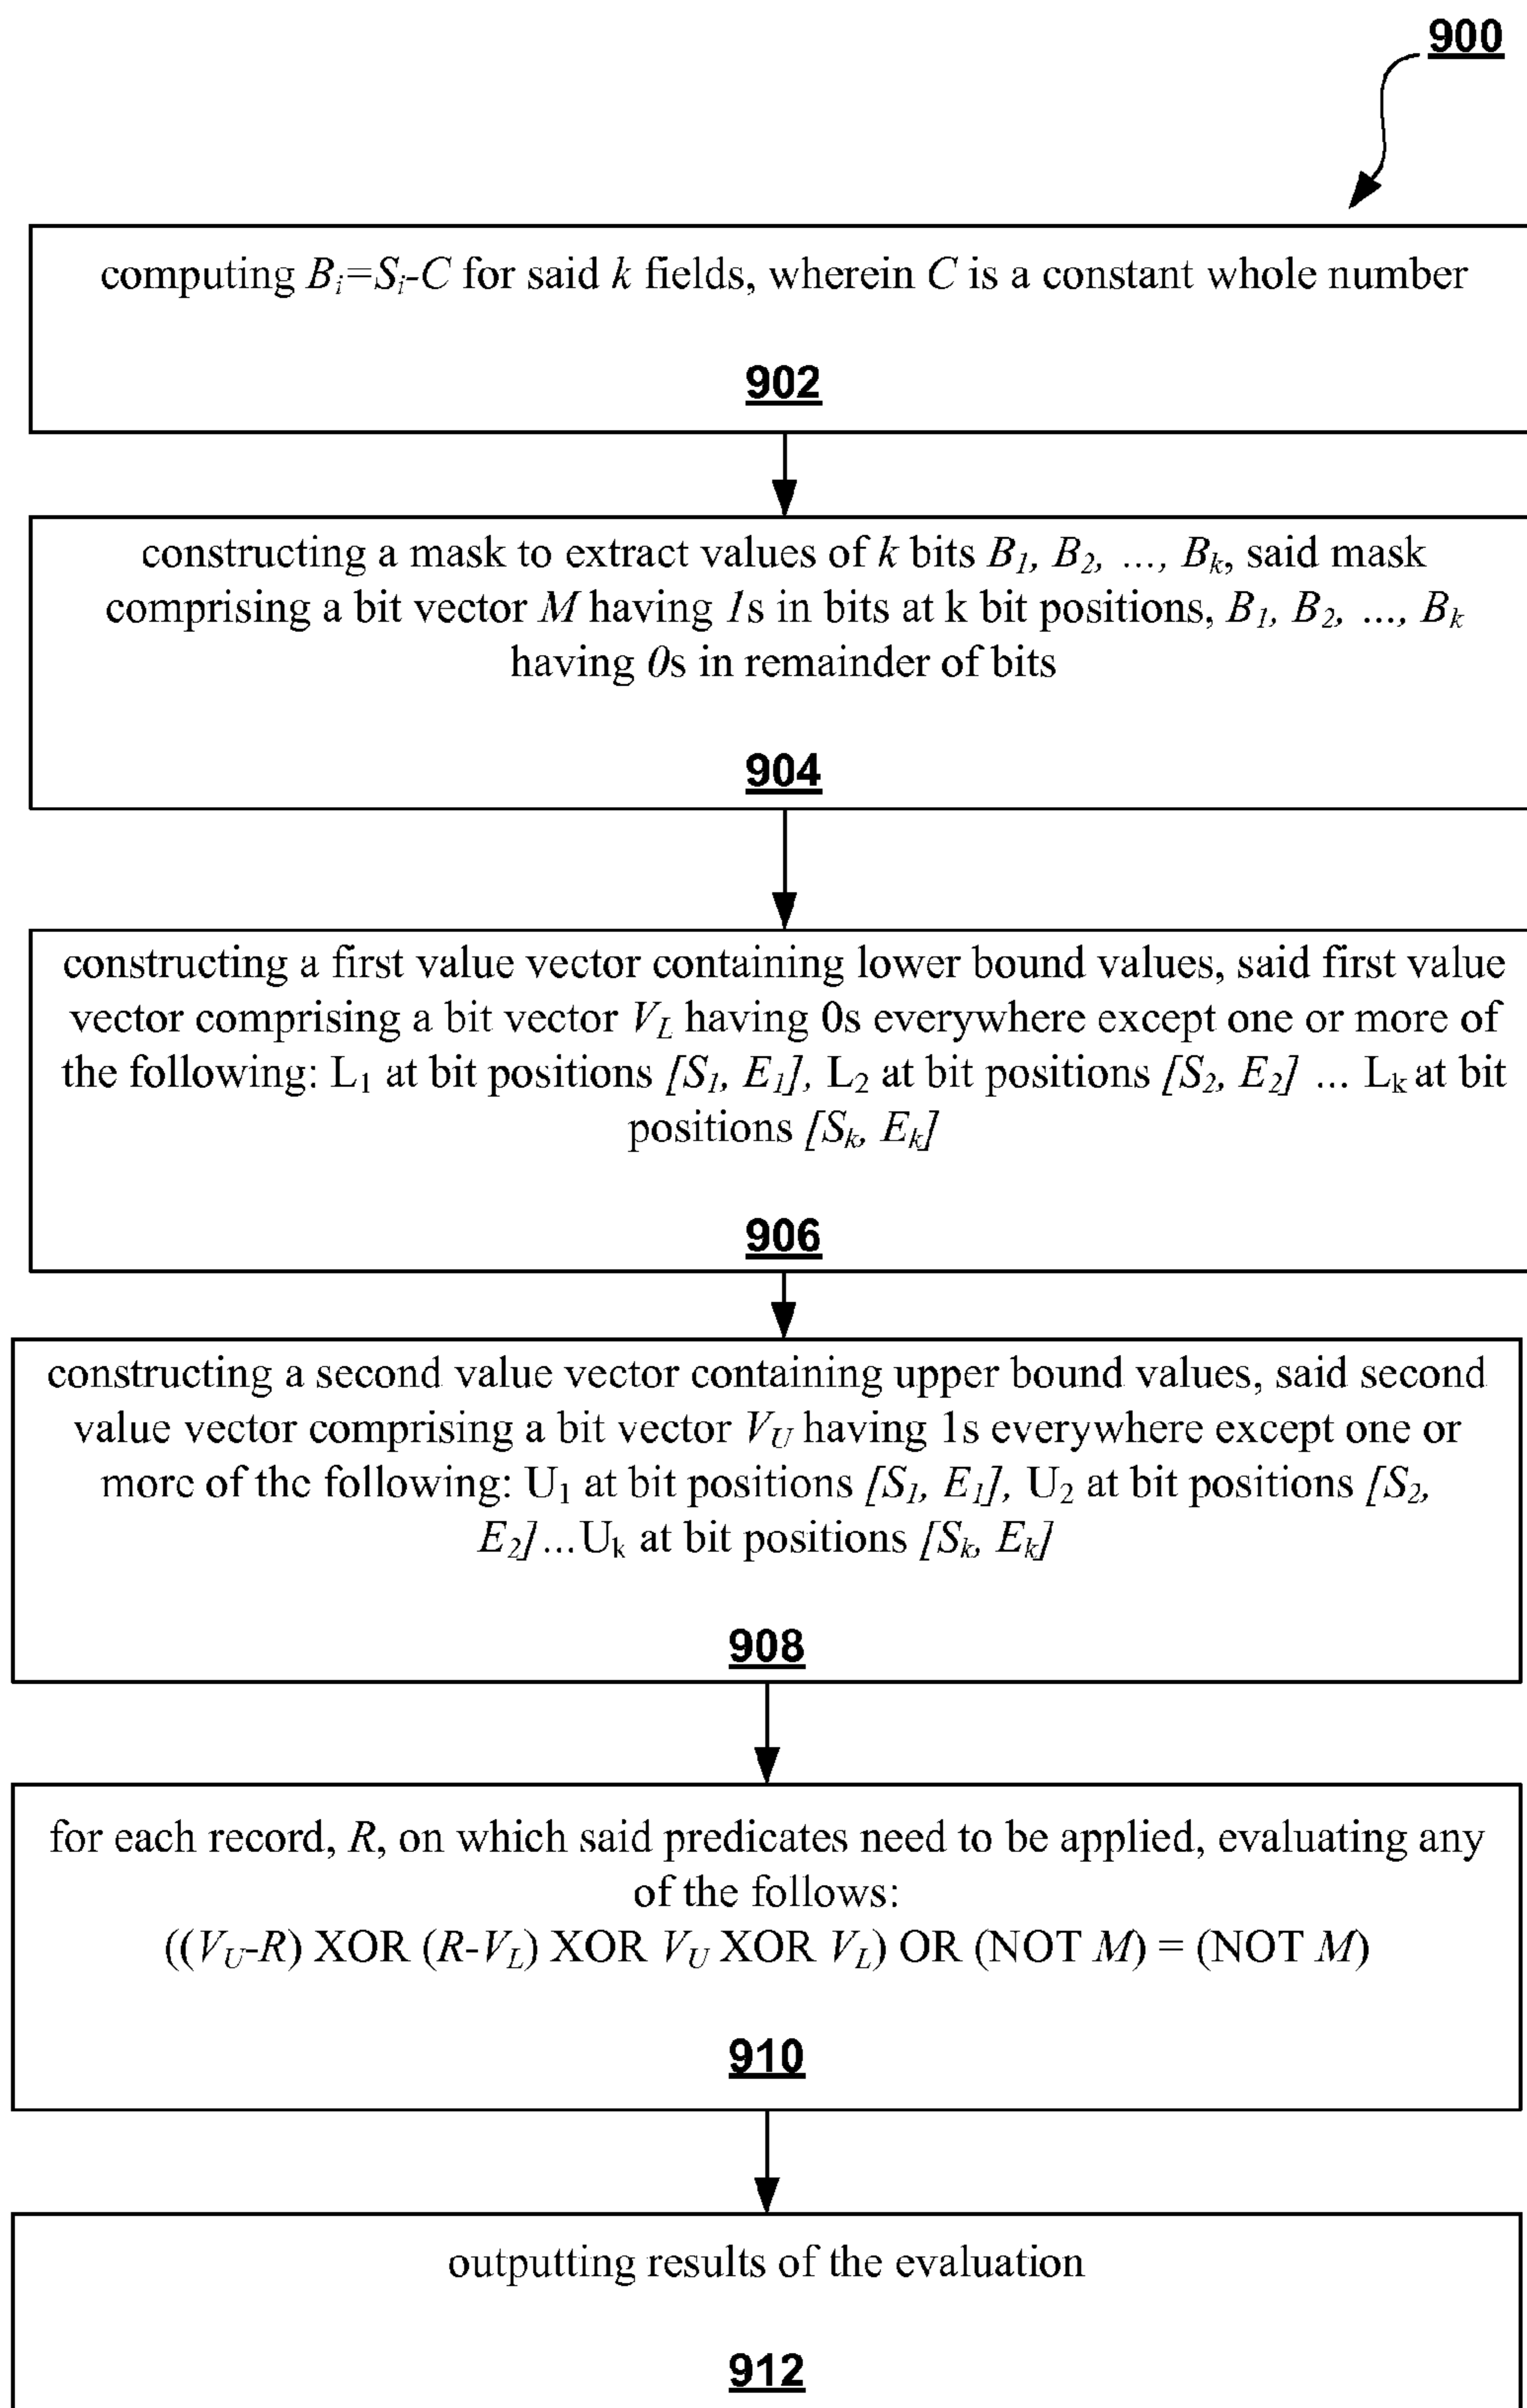 900
computing Bᵢ=Sᵢ-C for said k fields, wherein C is a constant whole number
902
constructing a mask to extract values of k bits B₁, B₂, ..., Bₖ, said mask
comprising a bit vector M having 1s in bits at k bit positions, B₁, B₂, ..., Bₖ
having 0s in remainder of bits
904
constructing a first value vector containing lower bound values, said first value
vector comprising a bit vector V_L having 0s everywhere except one or more of
the following: L₁ at bit positions [S₁, E₁], L₂ at bit positions [S₂, E₂] ... Lₖ at bit
positions [Sₖ, Eₖ]
906
constructing a second value vector containing upper bound values, said second
value vector comprising a bit vector V_U having 1s everywhere except one or
more of the following: U₁ at bit positions [S₁, E₁], U₂ at bit positions [S₂,
E₂]...Uₖ at bit positions [Sₖ, Eₖ]
908
for each record, R, on which said predicates need to be applied, evaluating any
of the follows:
((V_U-R) XOR (R-V_L) XOR V_U XOR V_L) OR (NOT M) = (NOT M)
910
outputting results of the evaluation
912